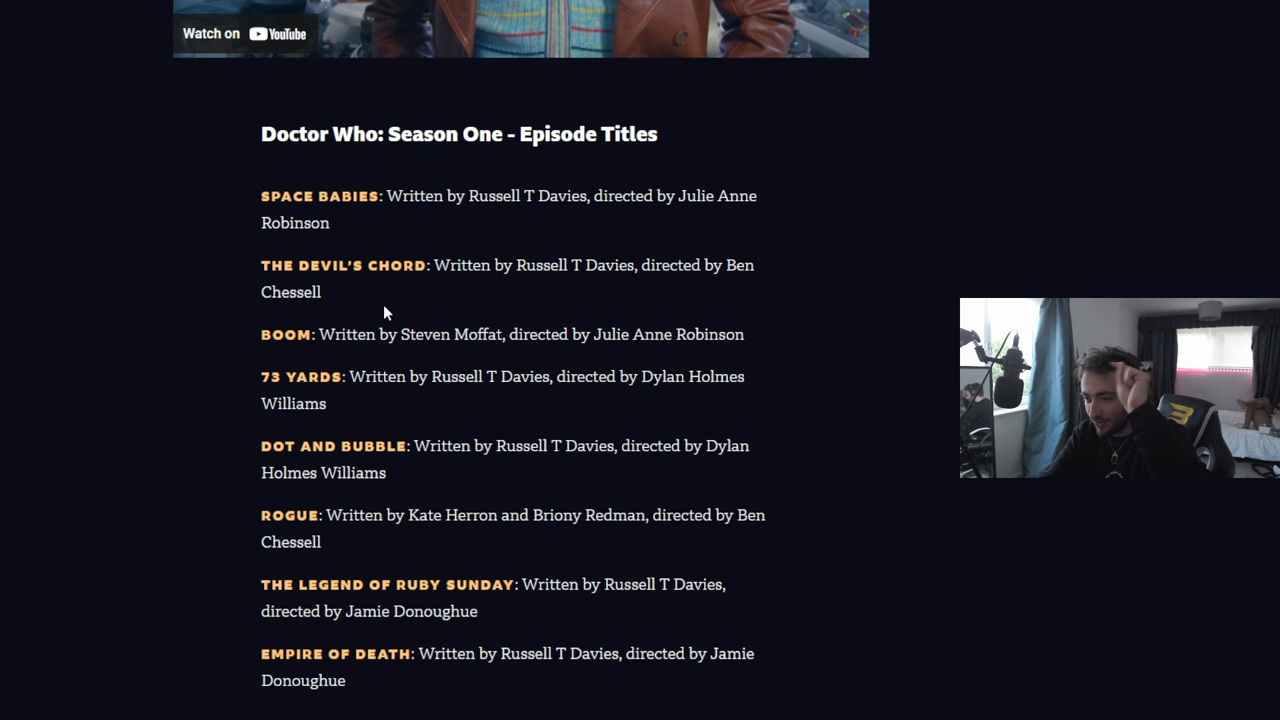 Watch on YouTube
Doctor Who: Season One - Episode Titles
SPACE BABIES: Written by Russell T Davies, directed by Julie Anne
Robinson
THE DEVIL'S CHORD: Written by Russell T Davies, directed by Ben
Chessell
BOOM: Written by Steven Moffat, directed by Julie Anne Robinson
73 YARDS: Written by Russell T Davies, directed by Dylan Holmes
Williams
DOT AND BUBBLE: Written by Russell T Davies, directed by Dylan
Holmes Williams
ROGUE: Written by Kate Herron and Briony Redman, directed by Ben
Chessell
THE LEGEND OF RUBY SUNDAY: Written by Russell T Davies,
directed by Jamie Donoughue
EMPIRE OF DEATH: Written by Russell T Davies, directed by Jamie
Donoughue